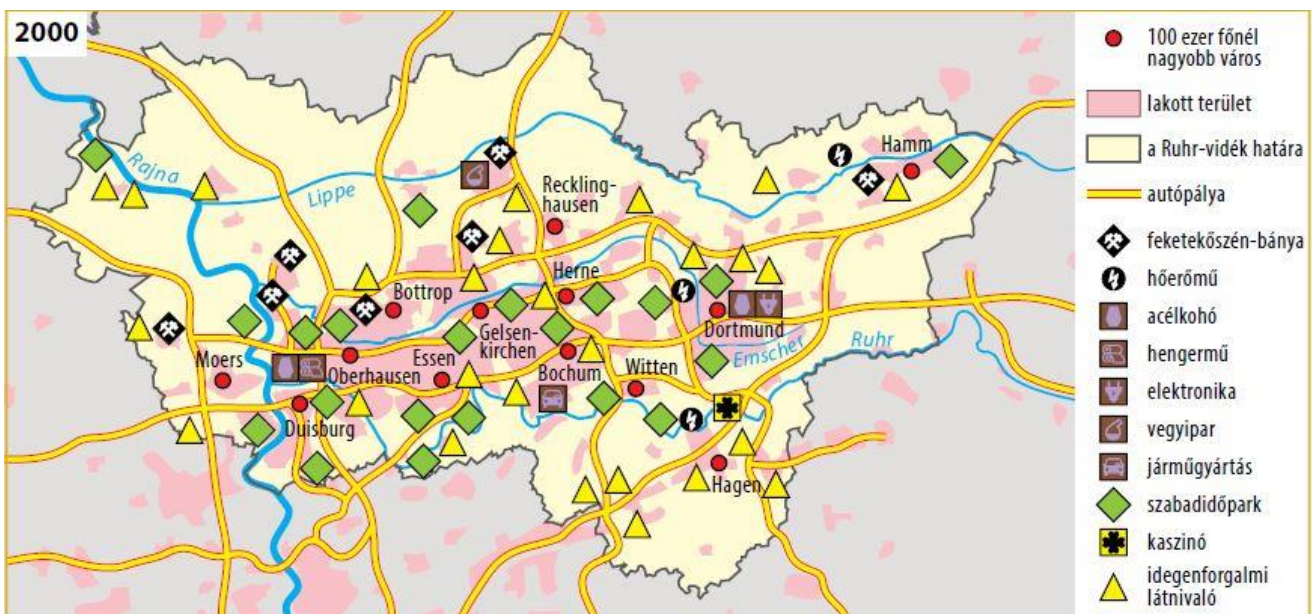 2000
Rajna
Lippe
Hamm
Reckling-
hausen
Herne
Bottrop
Gelsen-
kirchen
Dortmund
Emscher
Ruhr
Moers
Oberhausen
Essen
Bochum
Witten
Duisburg
Hagen
100 ezer főnél
nagyobb város
lakott terület
a Ruhr-vidék határa
autópálya
feketekőszén-bánya
hőerőmű
acélkohó
hengermű
elektronika
vegyipar
járműgyártás
szabadidőpark
kaszinó
idegenforgalmi
látnivaló